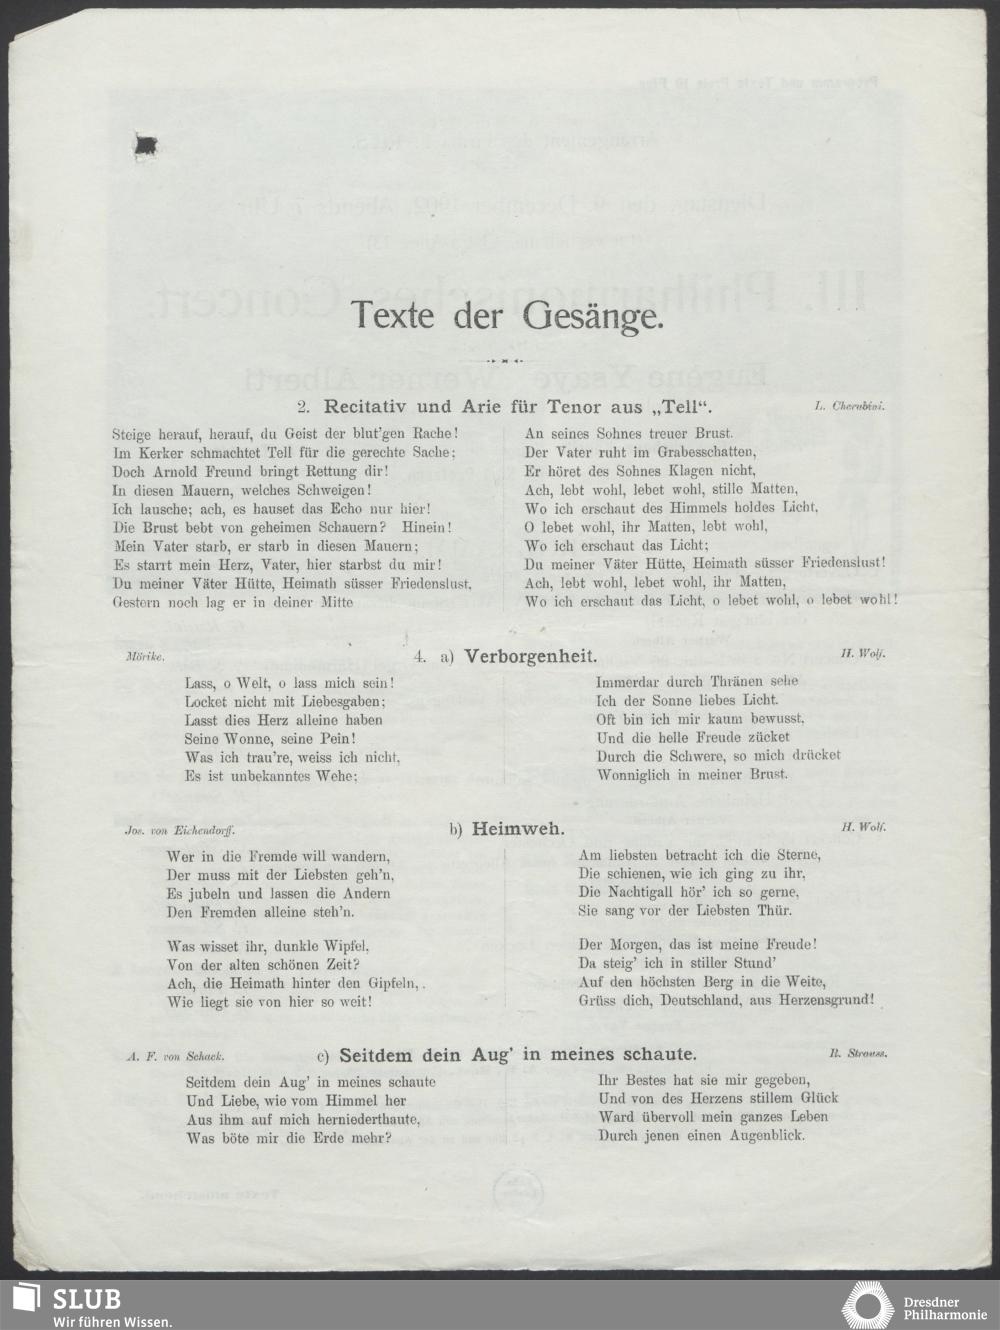 Texte der Gesänge.
2. Recitativ und Arie für Tenor aus „Tell“. L. Cherubini.
Steige herauf, herauf, du Geist der blut'gen Rache!
Im Kerker schmachtet Tell für die gerechte Sache;
Doch Arnold Freund bringt Rettung dir!
In diesen Mauern, welches Schweigen!
Ich lausche; ach, es hauset das Echo nur hier!
Die Brust bebt von geheimen Schauern? Hinein!
Mein Vater starb, er starb in diesen Mauern;
Es starrt mein Herz, Vater, hier starbst du mir!
Du meiner Väter Hütte, Heimath süsser Friedenslust,
Gestern noch lag er in deiner Mitte
An seines Sohnes treuer Brust.
Der Vater ruht im Grabesschatten,
Er höret des Sohnes Klagen nicht,
Ach, lebt wohl, lebet wohl, stille Matten,
Wo ich erschaut des Himmels holdes Licht,
O lebet wohl, ihr Matten, lebt wohl,
Wo ich erschaut das Licht;
Du meiner Väter Hütte, Heimath süsser Friedenslust!
Ach, lebt wohl, lebet wohl, ihr Matten,
Wo ich erschaut das Licht, o lebet wohl, o lebet wohl!
Mörike. 4. a) Verborgenheit. H. Wolf.
Lass, o Welt, o lass mich sein!
Locket nicht mit Liebesgaben;
Lasst dies Herz alleine haben
Seine Wonne, seine Pein!
Was ich trau're, weiss ich nicht,
Es ist unbekanntes Wehe;
Immerdar durch Thränen sehe
Ich der Sonne liebes Licht.
Oft bin ich mir kaum bewusst,
Und die helle Freude zücket
Durch die Schwere, so mich drücket
Wonniglich in meiner Brust.
Jos. von Eichendorff. b) Heimweh. H. Wolf.
Wer in die Fremde will wandern,
Der muss mit der Liebsten geh'n,
Es jubeln und lassen die Andern
Den Fremden alleine steh'n.
Was wisset ihr, dunkle Wipfel,
Von der alten schönen Zeit?
Ach, die Heimath hinter den Gipfeln,
Wie liegt sie von hier so weit!
Am liebsten betracht ich die Sterne,
Die schienen, wie ich ging zu ihr,
Die Nachtigall hör' ich so gerne,
Sie sang vor der Liebsten Thür.
Der Morgen, das ist meine Freude!
Da steig' ich in stiller Stund'
Auf den höchsten Berg in die Weite,
Grüss dich, Deutschland, aus Herzensgrund!
A. F. von Schack. c) Seitdem dein Aug' in meines schaute. R. Strauss.
Seitdem dein Aug' in meines schaute
Und Liebe, wie vom Himmel her
Aus ihm auf mich herniederthaute,
Was böte mir die Erde mehr?
Ihr Bestes hat sie mir gegeben,
Und von des Herzens stillem Glück
Ward übervoll mein ganzes Leben
Durch jenen einen Augenblick.
SLUB
Wir führen Wissen.
Dresdner
Philharmonie